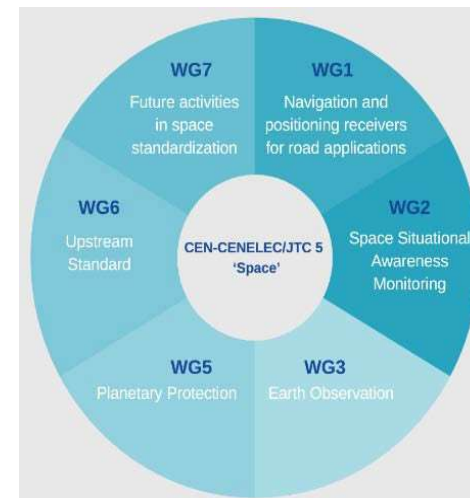 WG7
Future activities
in space
standardization
WG1
Navigation and
positioning receivers
for road applications
WG6
Upstream
Standard
CEN-CENELEC/JTC 5
‘Space’
WG2
Space Situational
Awareness
Monitoring
WG5
Planetary Protection
WG3
Earth Observation